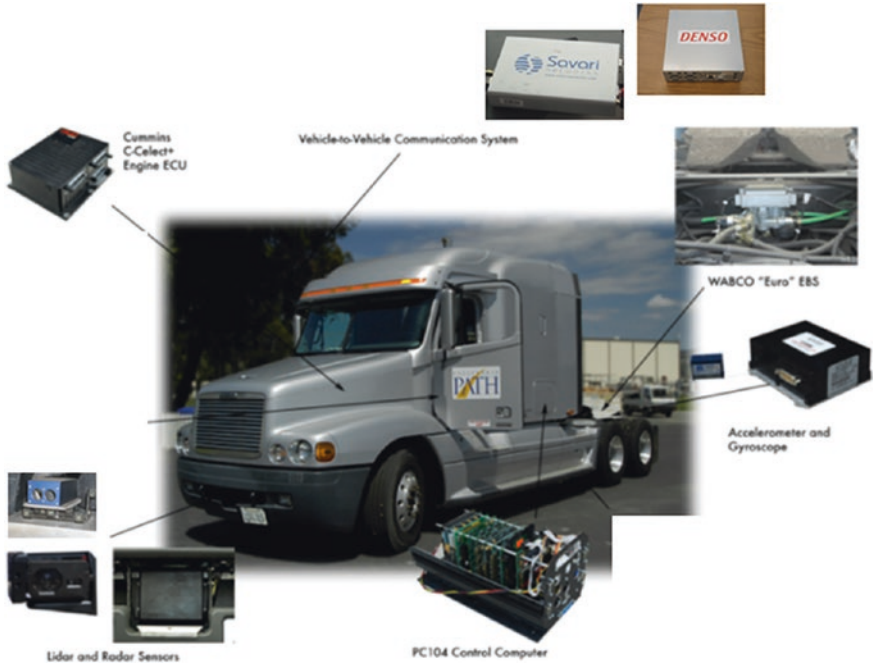 Savari
DENSO
Cummins
C-Celect+
Engine ECU
Vehicle-to-Vehicle Communication System
WABCO "Euro" EBS
PATH
Accelerometer and
Gyroscope
Lidar and Radar Sensors
PC104 Control Computer